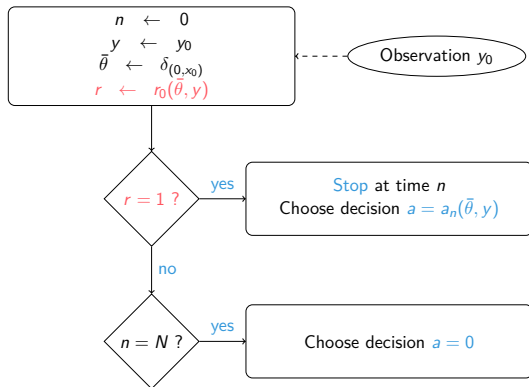 n ← 0
y ← y₀
θ̄ ← δ₍₀,ₓ₀₎
r ← r₀(θ̄, y)
Observation y₀
r = 1 ?
yes
Stop at time n
Choose decision a = aₙ(θ̄, y)
no
n = N ?
yes
Choose decision a = 0